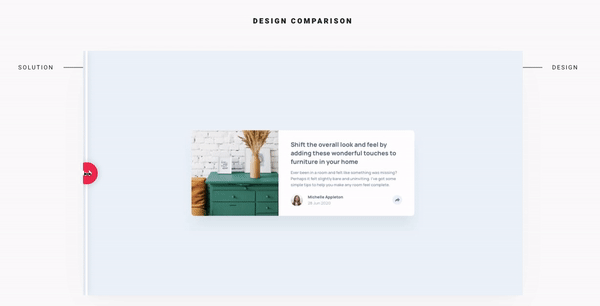 DESIGN COMPARISON
SOLUTION
DESIGN
Shift the overall look and feel by
adding these wonderful touches to
furniture in your home
Ever been in a room and felt like something was missing?
Perhaps it felt slightly bare and uninviting. I've got some
simple tips to help you make any room feel complete.
Michelle Appleton
28 Jun 2020